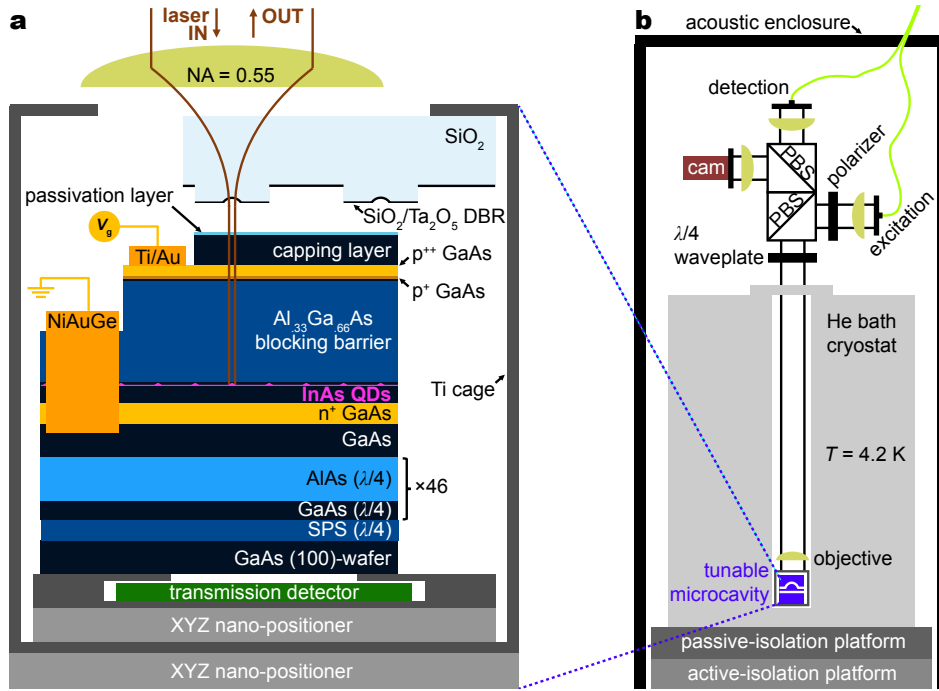 a
laser
IN
OUT
NA = 0.55
SiO₂
passivation layer
SiO₂/Ta₂O₅ DBR
Vg
Ti/Au
capping layer
p⁺⁺ GaAs
p⁺ GaAs
NiAuGe
Al.33Ga.66As
blocking barrier
Ti cage
InAs QDs
n⁺ GaAs
GaAs
AlAs (λ/4)
×46
GaAs (λ/4)
SPS (λ/4)
GaAs (100)-wafer
transmission detector
XYZ nano-positioner
XYZ nano-positioner
b
acoustic enclosure
detection
PBS
polarizer
cam
PBS
excitation
λ/4
waveplate
He bath
cryostat
T = 4.2 K
objective
tunable
microcavity
passive-isolation platform
active-isolation platform